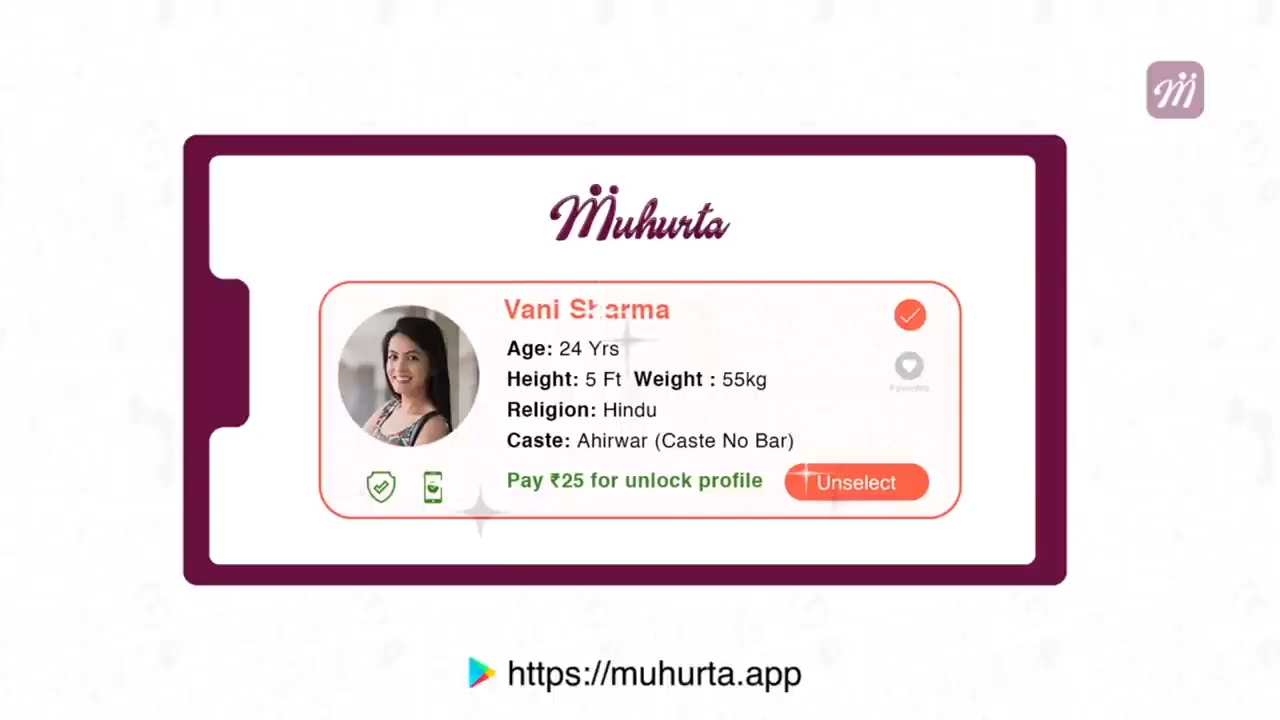 Muhurta
Vani Sharma
Age: 24 Yrs
Height: 5 Ft Weight : 55kg
Religion: Hindu
Caste: Ahirwar (Caste No Bar)
Pay ₹25 for unlock profile
Unselect
https://muhurta.app